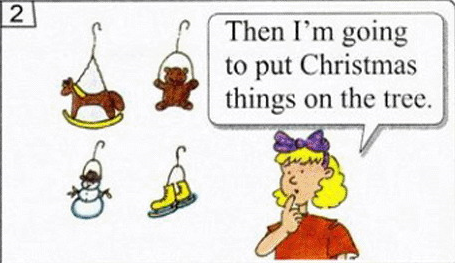 2
Then I'm going
to put Christmas
things on the tree.